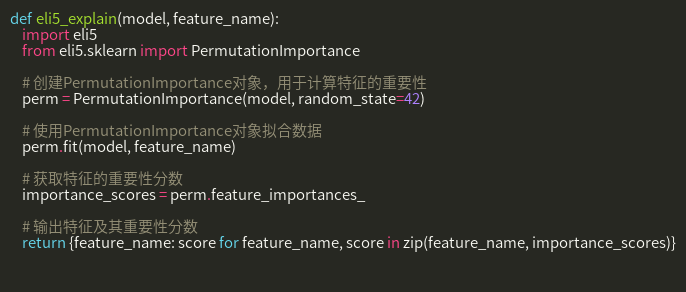 def eli5_explain(model, feature_name):
    import eli5
    from eli5.sklearn import PermutationImportance
    # 创建PermutationImportance对象，用于计算特征的重要性
    perm = PermutationImportance(model, random_state=42)
    # 使用PermutationImportance对象拟合数据
    perm.fit(model, feature_name)
    # 获取特征的重要性分数
    importance_scores = perm.feature_importances_
    # 输出特征及其重要性分数
    return {feature_name: score for feature_name, score in zip(feature_name, importance_scores)}